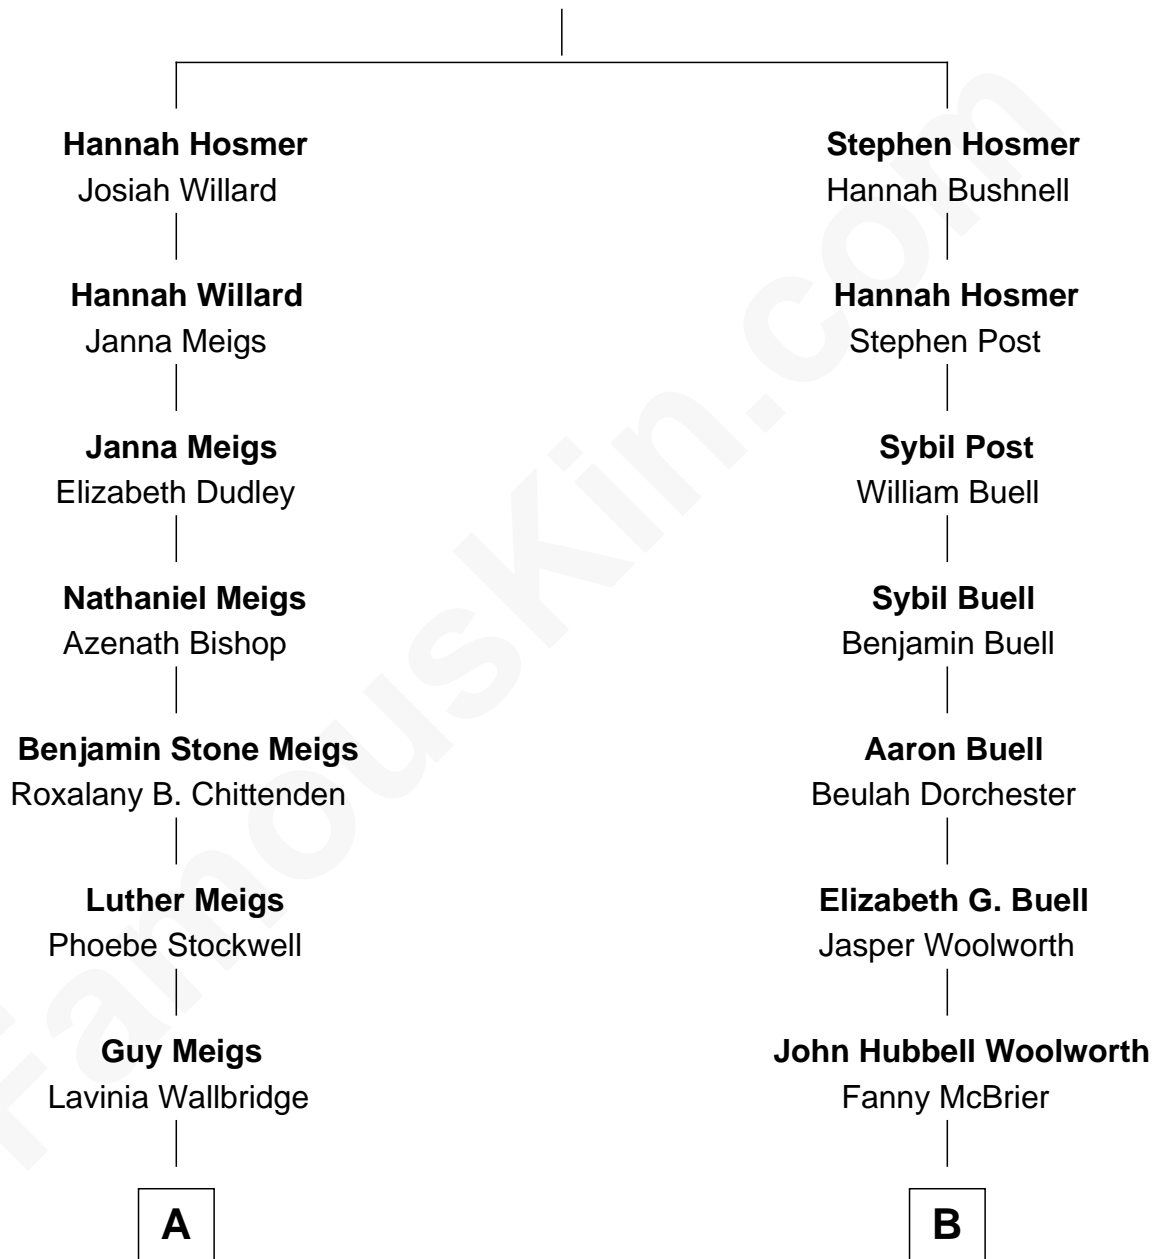 Hannah Hosmer
Josiah Willard
Hannah Willard
Janna Meigs
Janna Meigs
Elizabeth Dudley
Nathaniel Meigs
Azenath Bishop
Benjamin Stone Meigs
Roxalany B. Chittenden
Luther Meigs
Phoebe Stockwell
Guy Meigs
Lavinia Wallbridge
A
Stephen Hosmer
Hannah Bushnell
Hannah Hosmer
Stephen Post
Sybil Post
William Buell
Sybil Buell
Benjamin Buell
Aaron Buell
Beulah Dorchester
Elizabeth G. Buell
Jasper Woolworth
John Hubbell Woolworth
Fanny McBrier
B
FamousKin.com